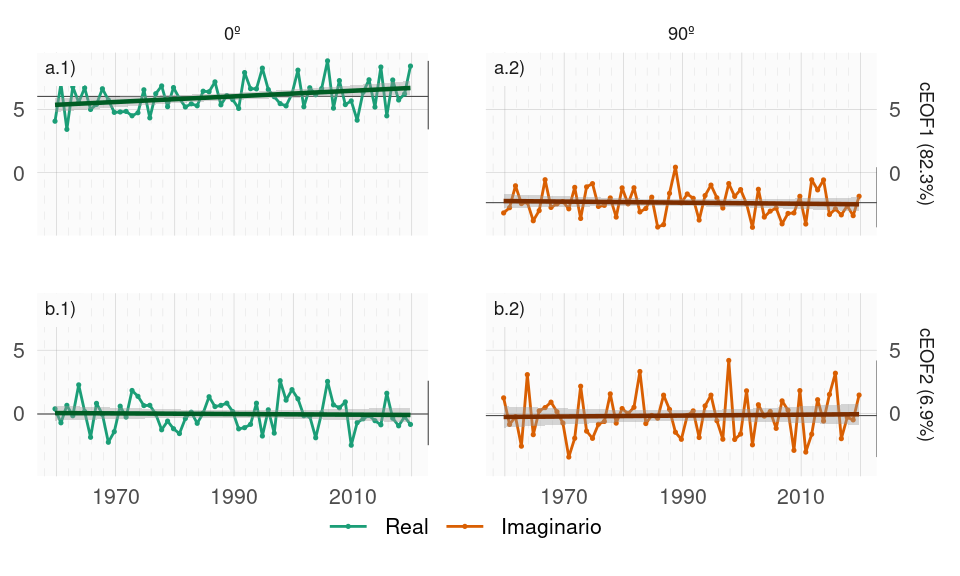 0º
90º
a.1)
a.2)
5
0
5
0
cEOF1 (82.3%)
b.1)
b.2)
5
0
5
0
cEOF2 (6.9%)
1970
1990
2010
1970
1990
2010
Real
Imaginario